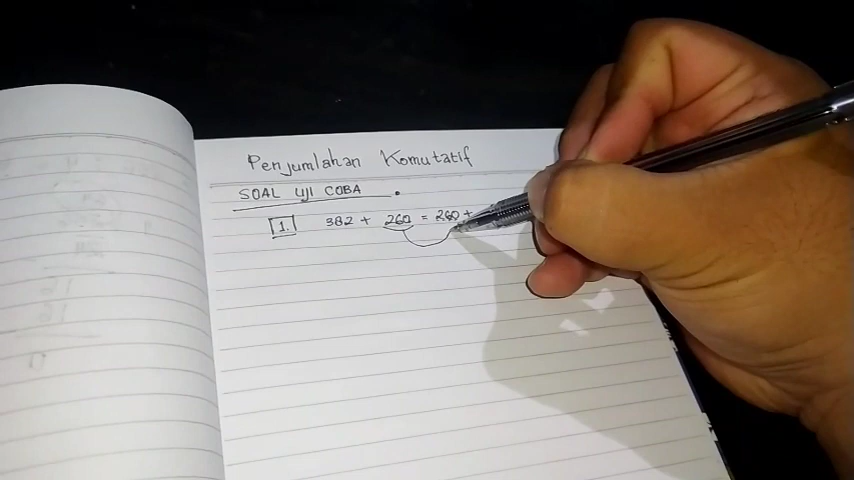 Penjumlahan Komutatif
SOAL UJI COBA .
1. 382 + 260 = 260 +